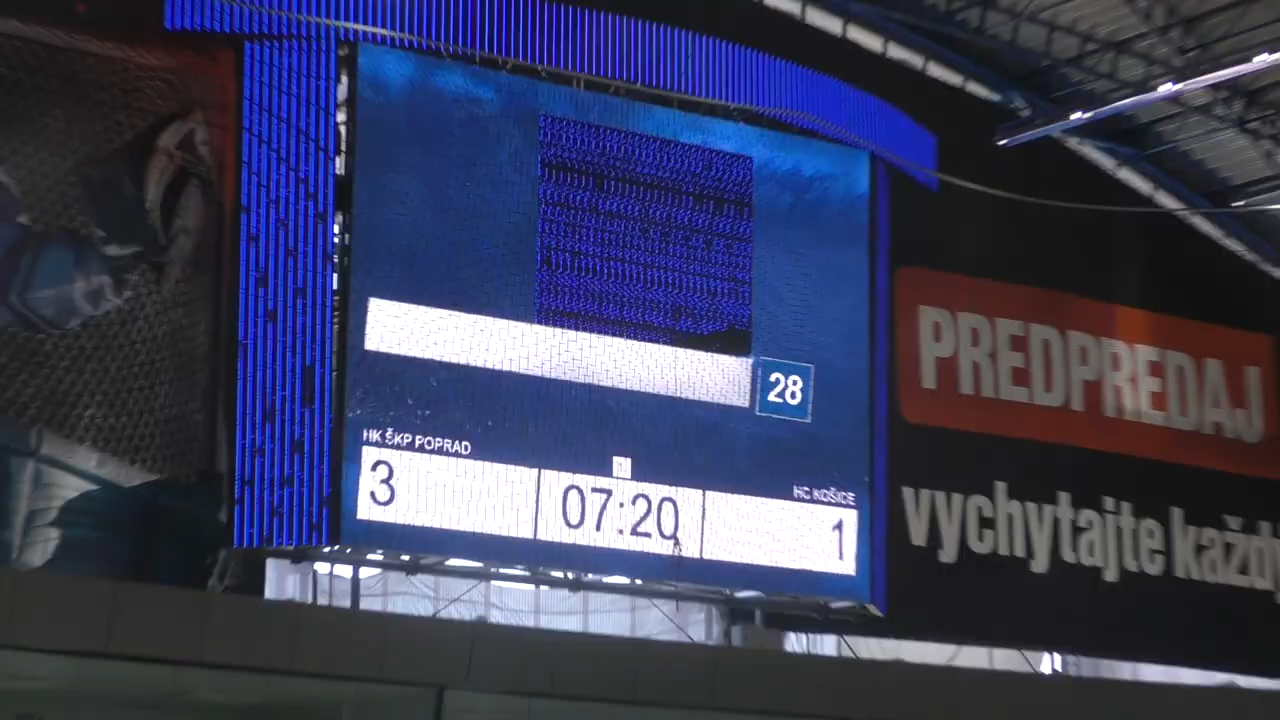 28
HK ŠKP POPRAD
HC KOŠICE
3
07:20
1
PREDPREDAJ
vychytajte